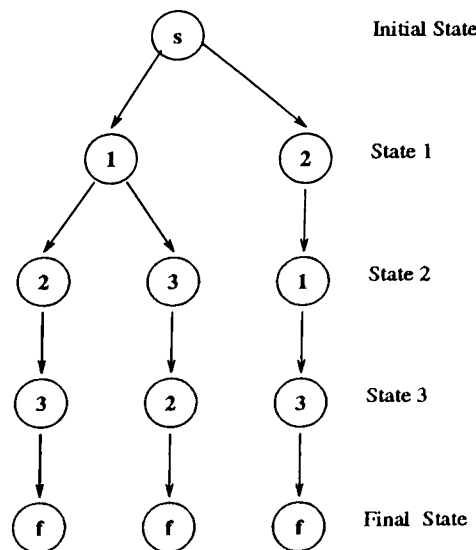 s Initial State
1 2 State 1
2 3 1 State 2
3 2 3 State 3
f f f Final State